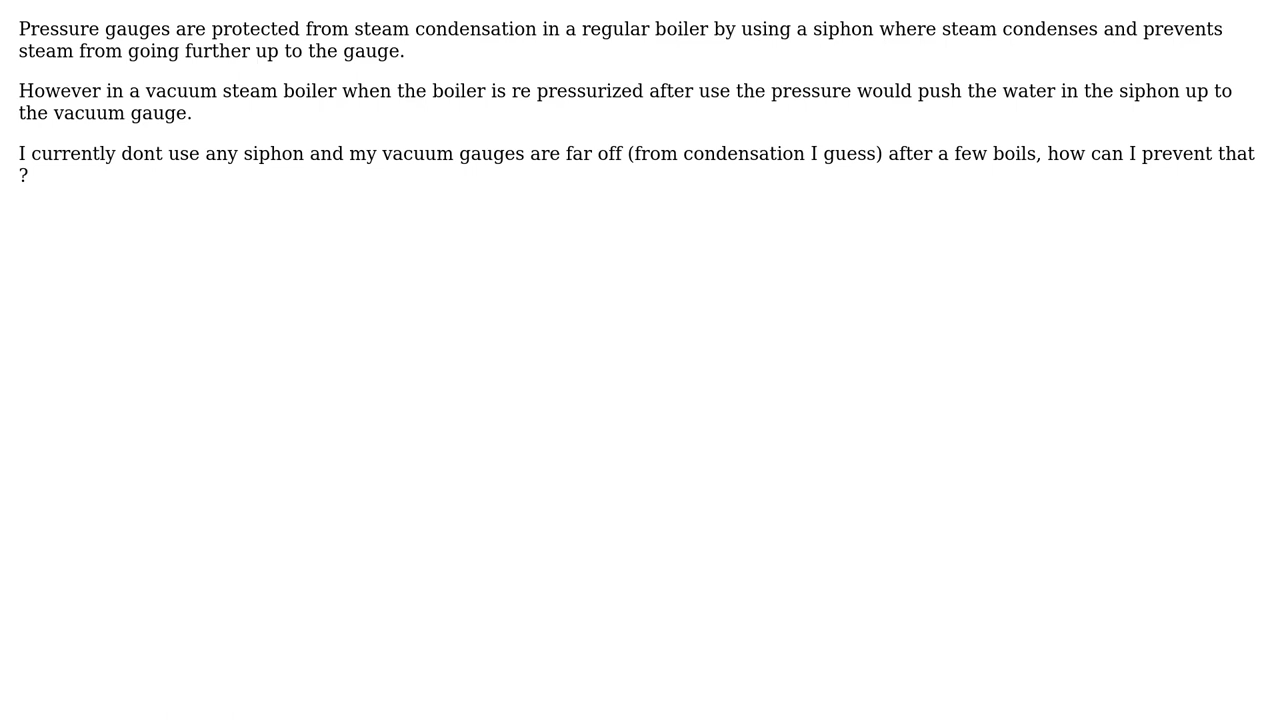 Pressure gauges are protected from steam condensation in a regular boiler by using a siphon where steam condenses and prevents
steam from going further up to the gauge.
However in a vacuum steam boiler when the boiler is re pressurized after use the pressure would push the water in the siphon up to
the vacuum gauge.
I currently dont use any siphon and my vacuum gauges are far off (from condensation I guess) after a few boils, how can I prevent that
?